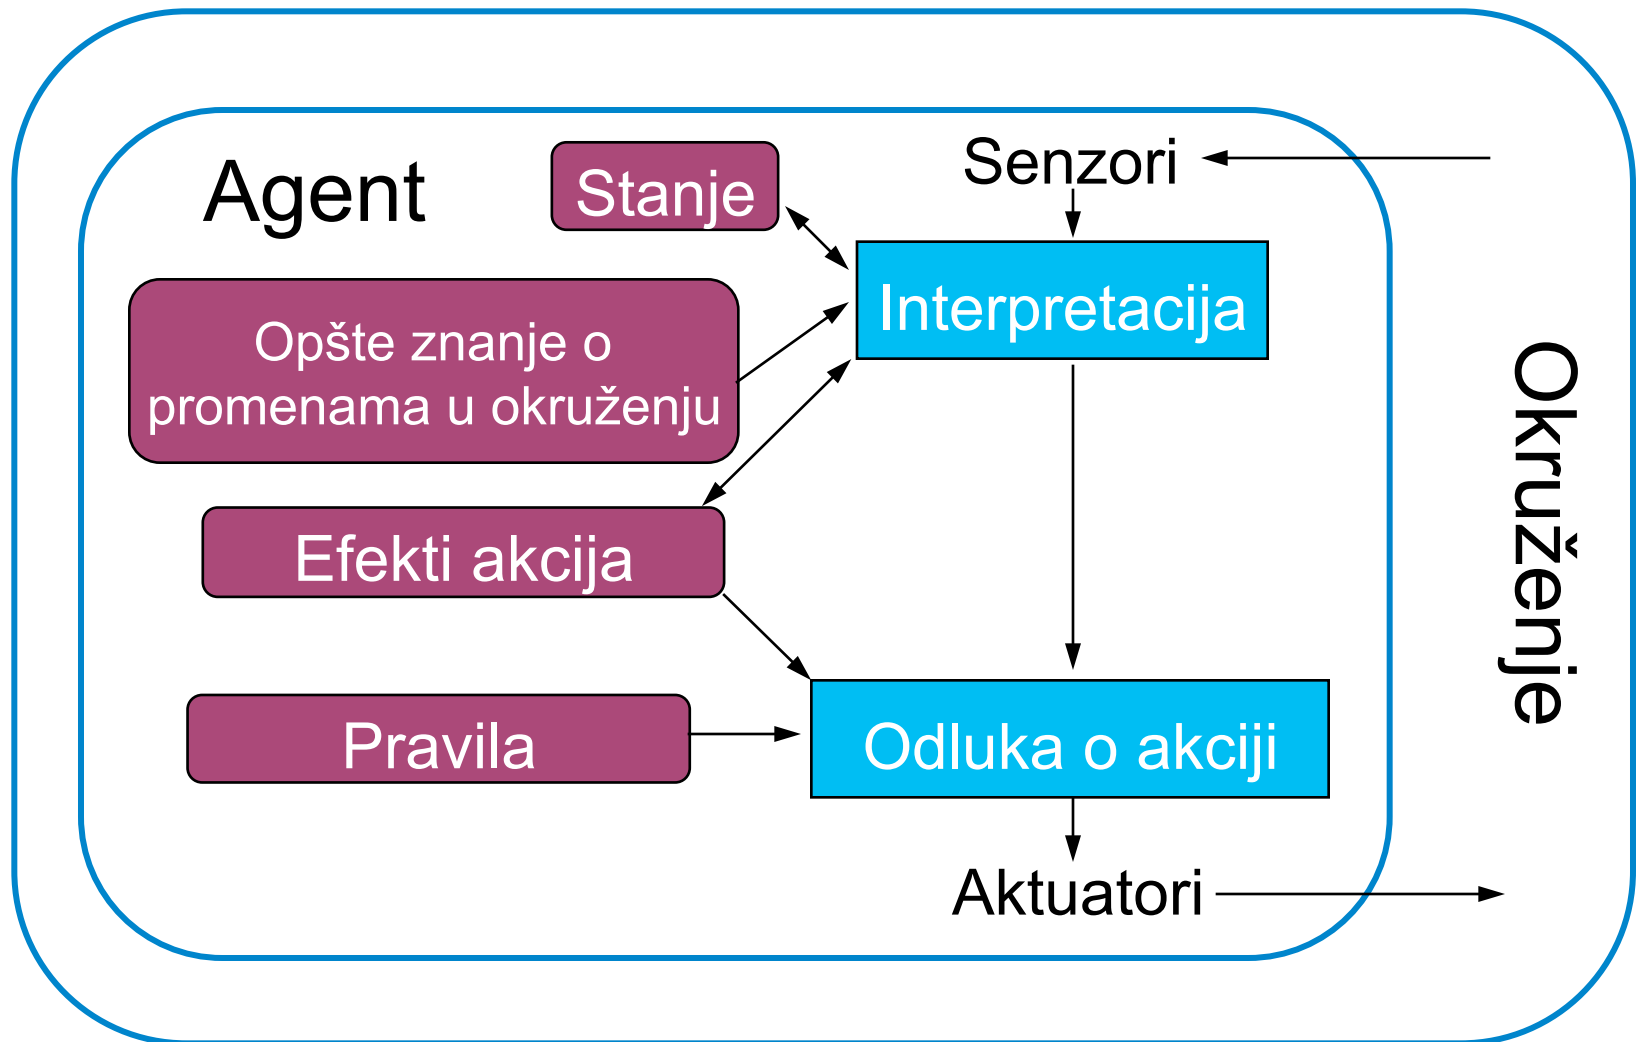 Agent
Stanje
Senzori
Interpretacija
Opšte znanje o
promenama u okruženju
Efekti akcija
Pravila
Odluka o akciji
Aktuatori
Okruženje